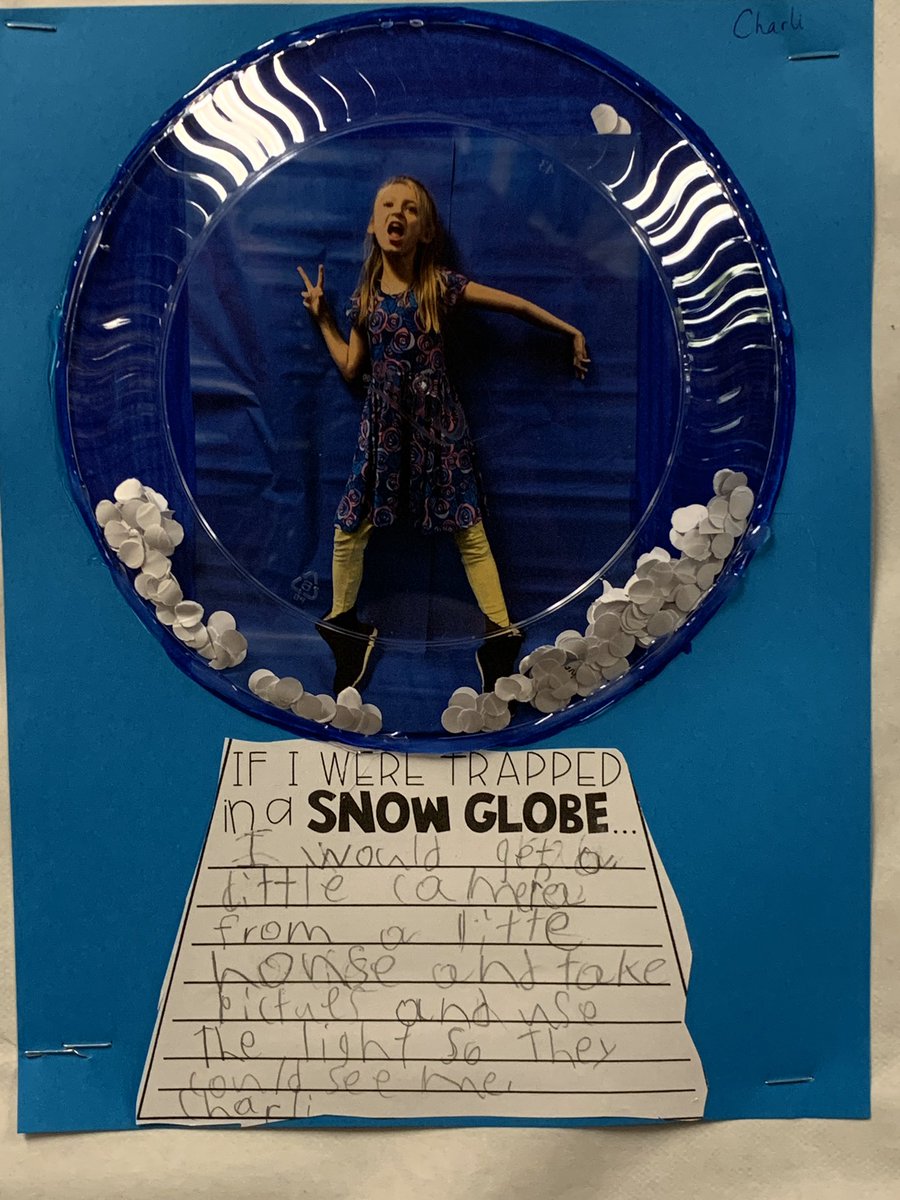 Charli
IF I WERE TRAPPED
in a SNOW GLOBE...
I would get a
little camera
from a litte
house and take
pictues and use
The light so They
could see me.
Charli